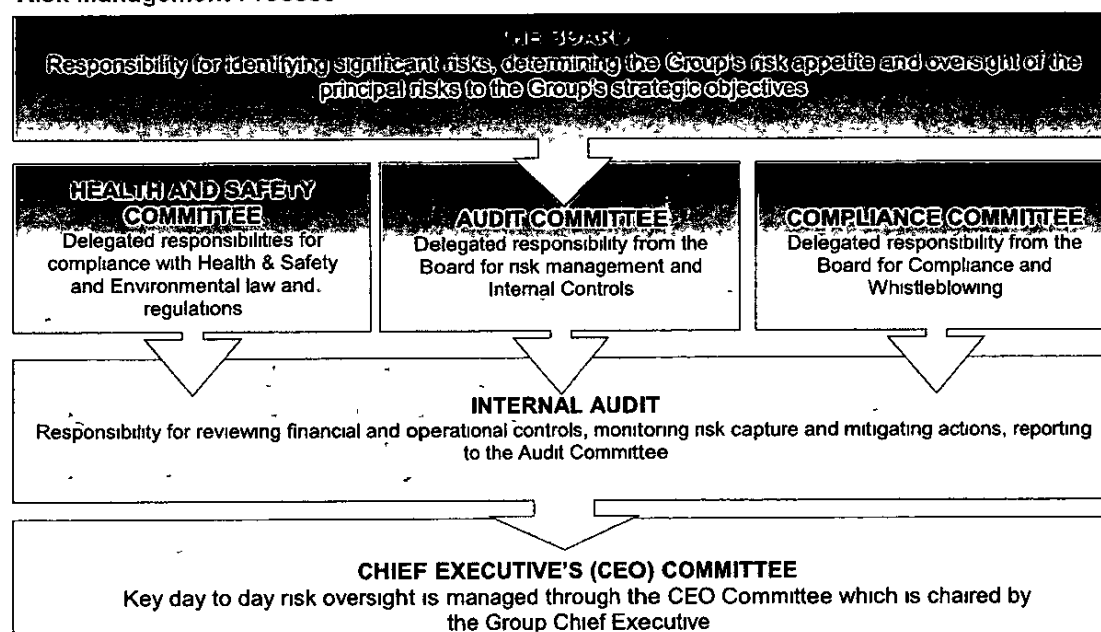 Risk Management Process
THE BOARD
Responsibility for identifying significant risks, determining the Group's risk appetite and oversight of the
principal risks to the Group's strategic objectives
HEALTH AND SAFETY
COMMITTEE
Delegated responsibilities for
compliance with Health & Safety
and Environmental law and.
regulations
AUDIT COMMITTEE
Delegated responsibility from the
Board for risk management and
Internal Controls
COMPLIANCE COMMITTEE
Delegated responsibility from the
Board for Compliance and
Whistleblowing
INTERNAL AUDIT
Responsibility for reviewing financial and operational controls, monitoring risk capture and mitigating actions, reporting
to the Audit Committee
CHIEF EXECUTIVE'S (CEO) COMMITTEE
Key day to day risk oversight is managed through the CEO Committee which is chaired by
the Group Chief Executive